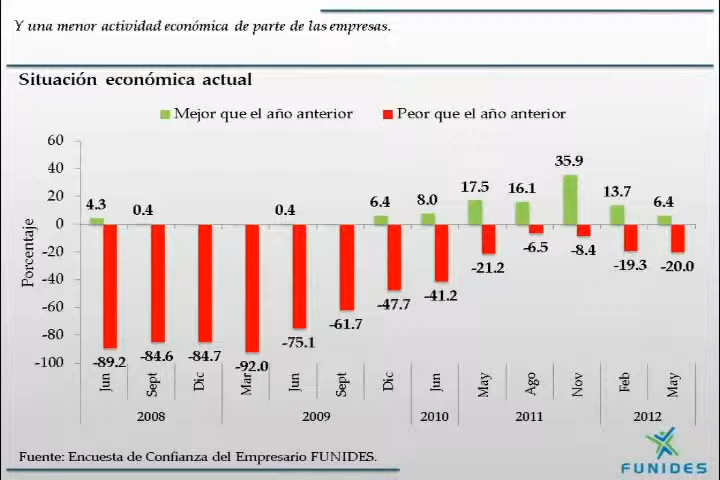 Y una menor actividad económica de parte de las empresas.
Situación económica actual
Mejor que el año anterior Peor que el año anterior
Porcentaje
60
40
20
0
-20
-40
-60
-80
-100
4.3 0.4 0.4 6.4 8.0 17.5 16.1 35.9 13.7 6.4
-89.2 -84.6 -84.7 -92.0 -75.1 -61.7 -47.7 -41.2 -21.2 -6.5 -8.4 -19.3 -20.0
Jun Sept Dic Mar Jun Sept Dic Jun May Ago Nov Feb May
2008 2009 2010 2011 2012
Fuente: Encuesta de Confianza del Empresario FUNIDES.
FUNIDES